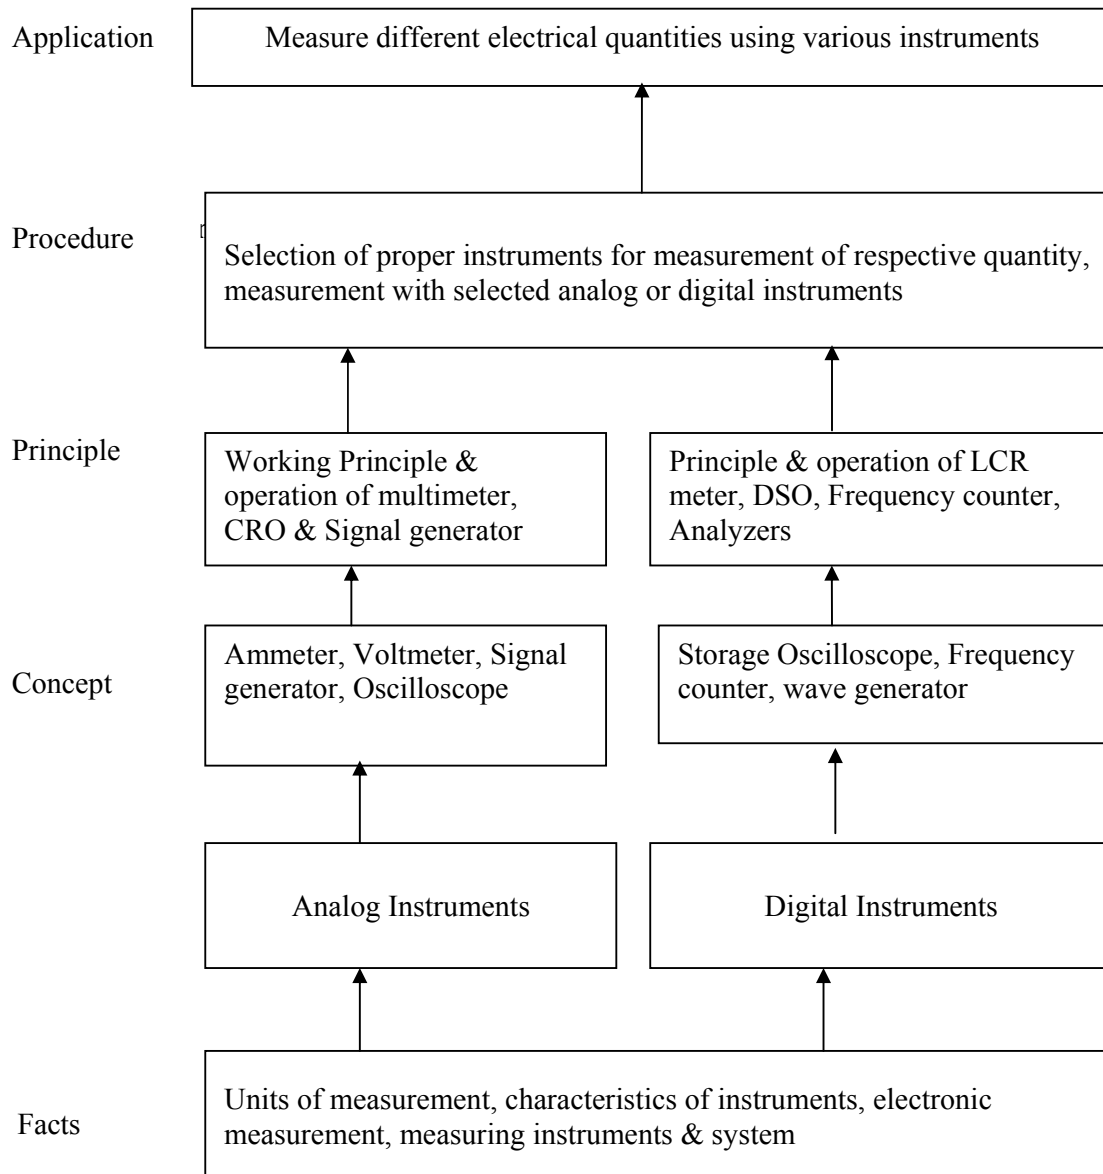 Application
Measure different electrical quantities using various instruments
Procedure
Selection of proper instruments for measurement of respective quantity,
measurement with selected analog or digital instruments
Principle
Working Principle &
operation of multimeter,
CRO & Signal generator
Principle & operation of LCR
meter, DSO, Frequency counter,
Analyzers
Concept
Ammeter, Voltmeter, Signal
generator, Oscilloscope
Storage Oscilloscope, Frequency
counter, wave generator
Analog Instruments
Digital Instruments
Facts
Units of measurement, characteristics of instruments, electronic
measurement, measuring instruments & system